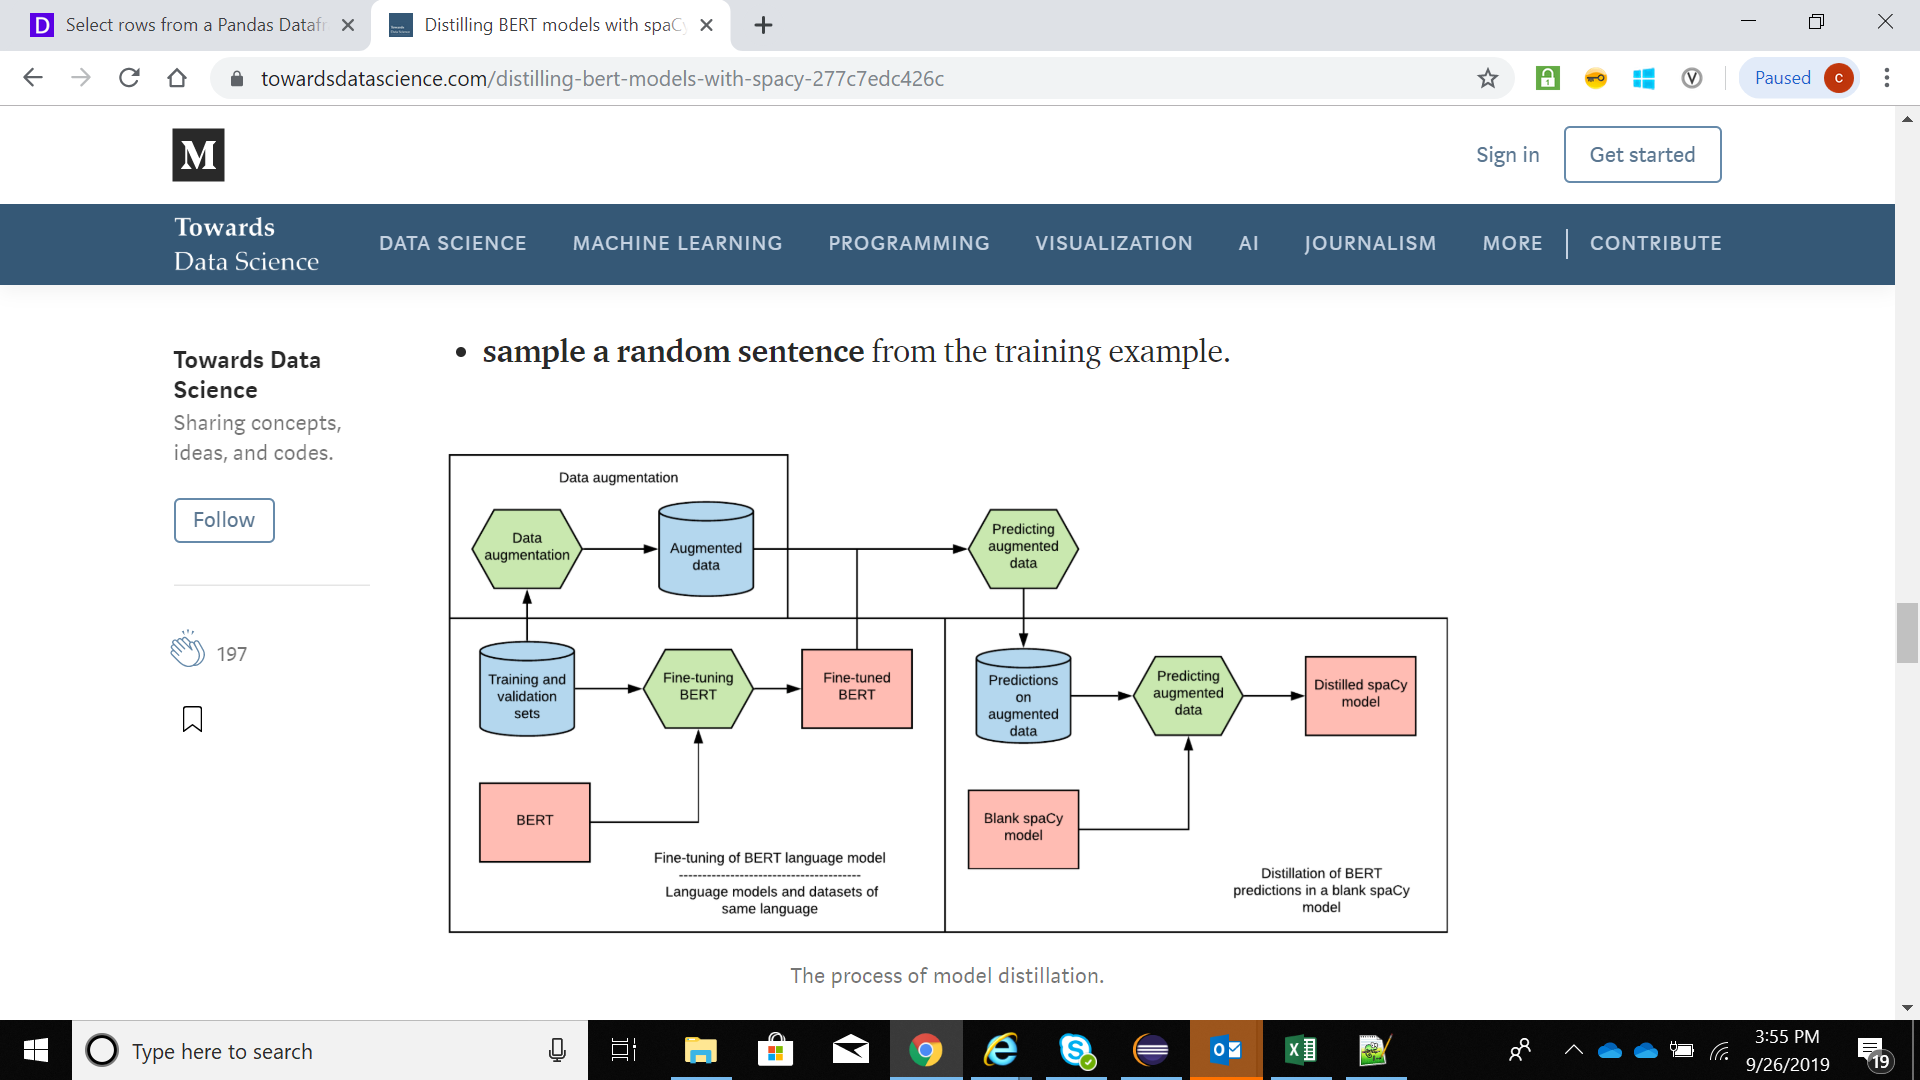 D Select rows from a Pandas Datafr
Distilling BERT models with spaCy
towardsdatascience.com/distilling-bert-models-with-spacy-277c7edc426c
1
V
Paused
c
M
Sign in
Get started
Towards
Data Science
DATA SCIENCE
MACHINE LEARNING
PROGRAMMING
VISUALIZATION
AI
JOURNALISM
MORE
CONTRIBUTE
Towards Data
Science
Sharing concepts,
ideas, and codes.
Follow
197
• sample a random sentence from the training example.
Data augmentation
Data
augmentation
Augmented
data
Predicting
augmented
data
Training and
validation
sets
Fine-tuning
BERT
Fine-tuned
BERT
Predictions
on
augmented
data
Predicting
augmented
data
Distilled spaCy
model
BERT
Blank spaCy
model
Fine-tuning of BERT language model
---------------------------------------
Language models and datasets of
same language
Distillation of BERT
predictions in a blank spaCy
model
The process of model distillation.
Type here to search
3:55 PM
9/26/2019
19